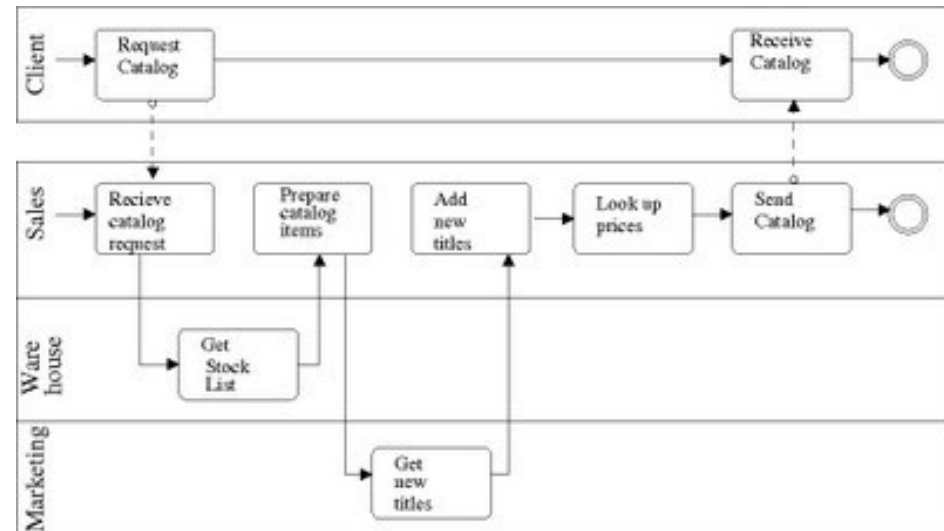 Client
Request
Catalog
Receive
Catalog
Sales
Recieve
catalog
request
Prepare
catalog
items
Add
new
titles
Look up
prices
Send
Catalog
Ware
house
Get
Stock
List
Marketing
Get
new
titles